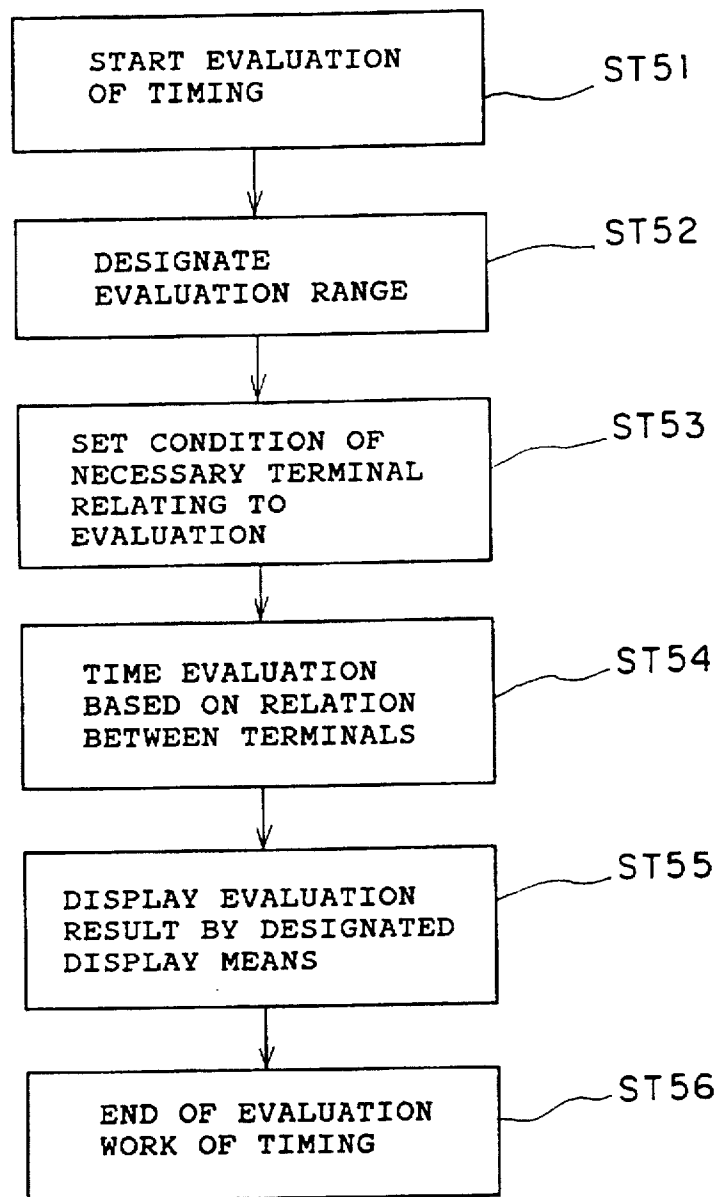 START EVALUATION
OF TIMING
ST51
DESIGNATE
EVALUATION RANGE
ST52
SET CONDITION OF
NECESSARY TERMINAL
RELATING TO
EVALUATION
ST53
TIME EVALUATION
BASED ON RELATION
BETWEEN TERMINALS
ST54
DISPLAY EVALUATION
RESULT BY DESIGNATED
DISPLAY MEANS
ST55
END OF EVALUATION
WORK OF TIMING
ST56